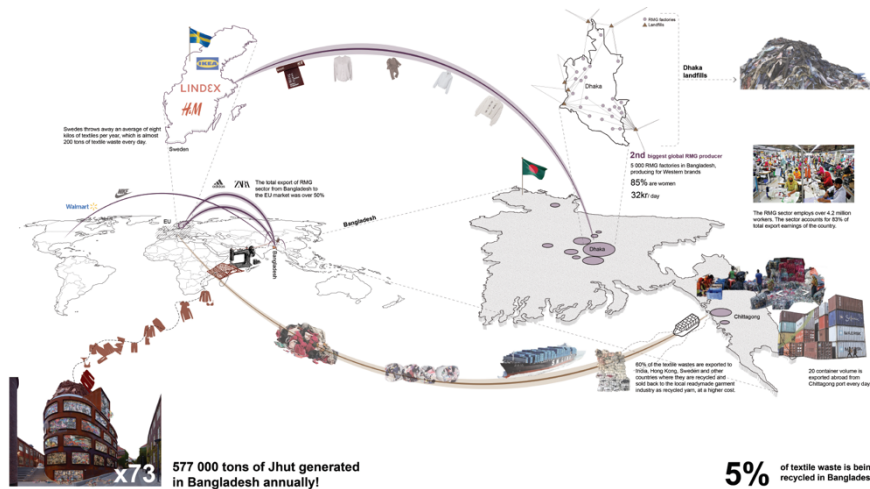 RMG factories
Landfills
Dhaka
Dhaka
landfills
IKEA
LINDEX
H&M
Sweden throws away an average of eight
kilos of textiles per year, which is almost
200 tons of textile waste every day.
Sweden
2nd biggest global RMG producer
5 000 RMG factories in Bangladesh,
producing for Western brands
85% are women
32kr/ day
adidas
ZARA
The total export of RMG
sector from Bangladesh to
the EU market was over 90%
NIKE
Walmart
EU
Bangladesh
Bangladesh
The RMG sector employs over 4.2 million
workers. The sector accounts for 83% of
total export earnings of the country.
Dhaka
Chittagong
60% of the textile wastes are exported to
India, Hong Kong, Sweden and other
countries where they are recycled and
sold back to the local readymade garment
industry as recycled yarn, at a higher cost.
20 container volume is
exported abroad from
Chittagong port every day
x73
577 000 tons of Jhut generated
in Bangladesh annually!
5%
of textile waste is bein
recycled in Banglades